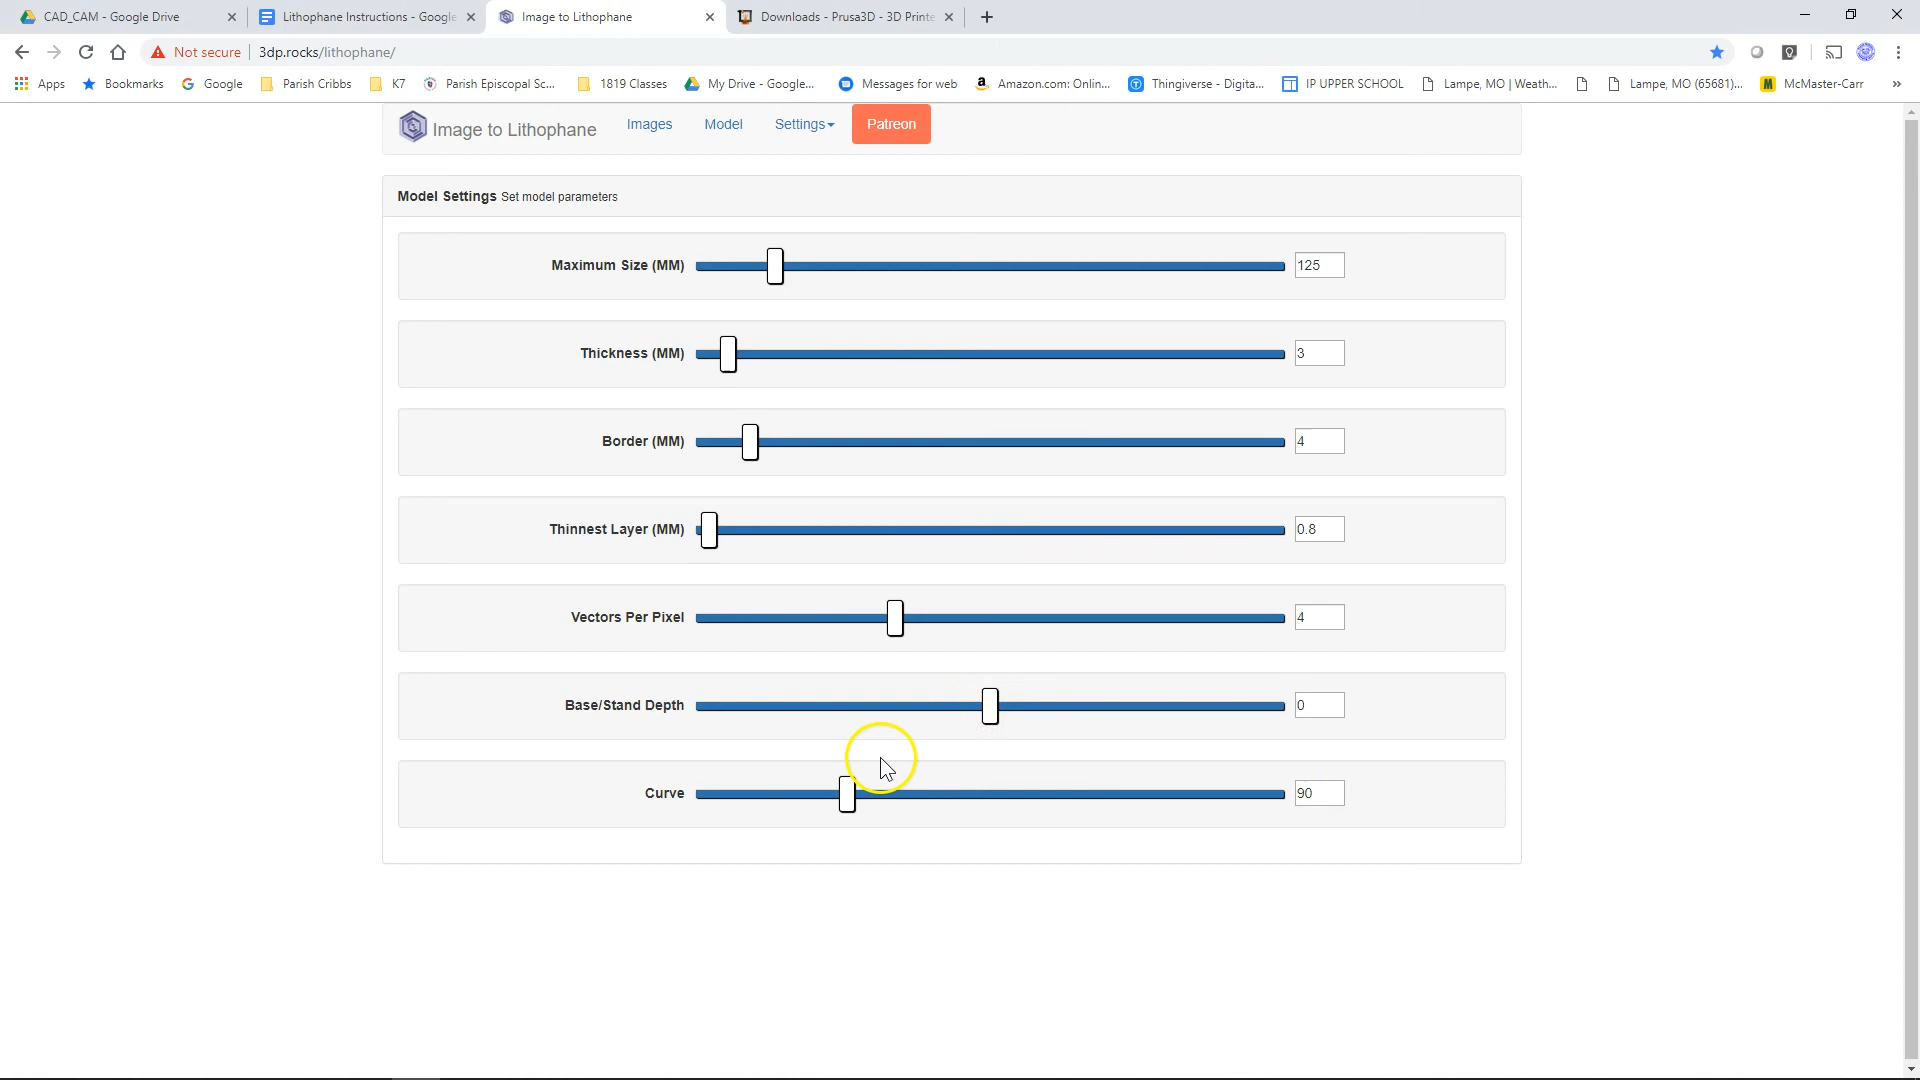 CAD_CAM - Google Drive
Lithophane Instructions - Google
Image to Lithophane
Downloads - Prusa3D - 3D Printe
Not secure
3dp.rocks/lithophane/
Apps
Bookmarks
Google
Parish Cribbs
K7
Parish Episcopal Sc...
1819 Classes
My Drive - Google...
Messages for web
Amazon.com: Onlin...
Thingiverse - Digita...
IP UPPER SCHOOL
Lampe, MO | Weath...
Lampe, MO (65681)...
McMaster-Carr
»
Image to Lithophane
Images
Model
Settings
Patreon
Model Settings Set model parameters
Maximum Size (MM) 125
Thickness (MM) 3
Border (MM) 4
Thinnest Layer (MM) 0.8
Vectors Per Pixel 4
Base/Stand Depth 0
Curve 90